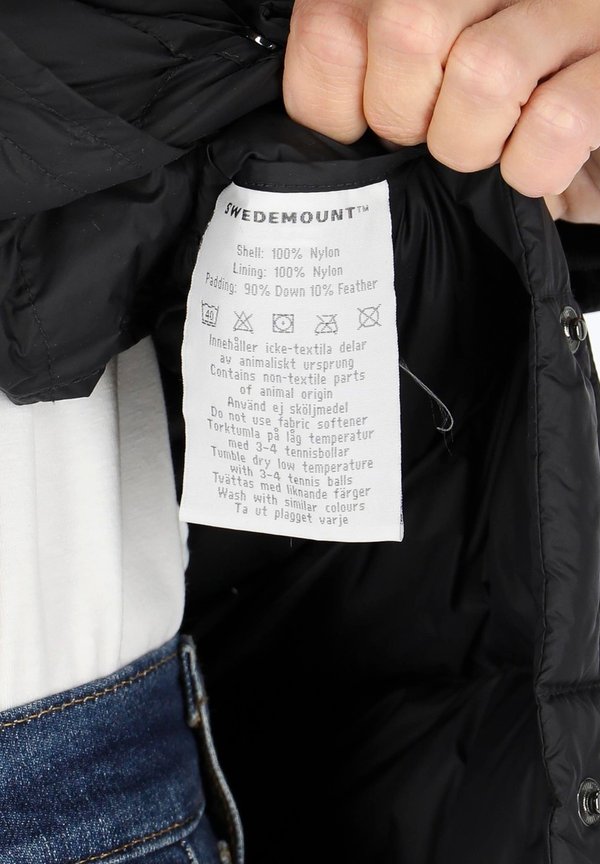 SWEDEMOUNT™
Shell: 100% Nylon
Lining: 100% Nylon
Padding: 90% Down 10% Feather
40
Innehåller icke-textila delar
av animaliskt ursprung
Contains non-textile parts
of animal origin
Använd ej sköljmedel
Do not use fabric softener
Torktumla på låg temperatur
med 3-4 tennisbollar
Tumble dry low temperature
with 3-4 tennis balls
Tvättas med liknande färger
Wash with similar colours
Ta ut plagget varje